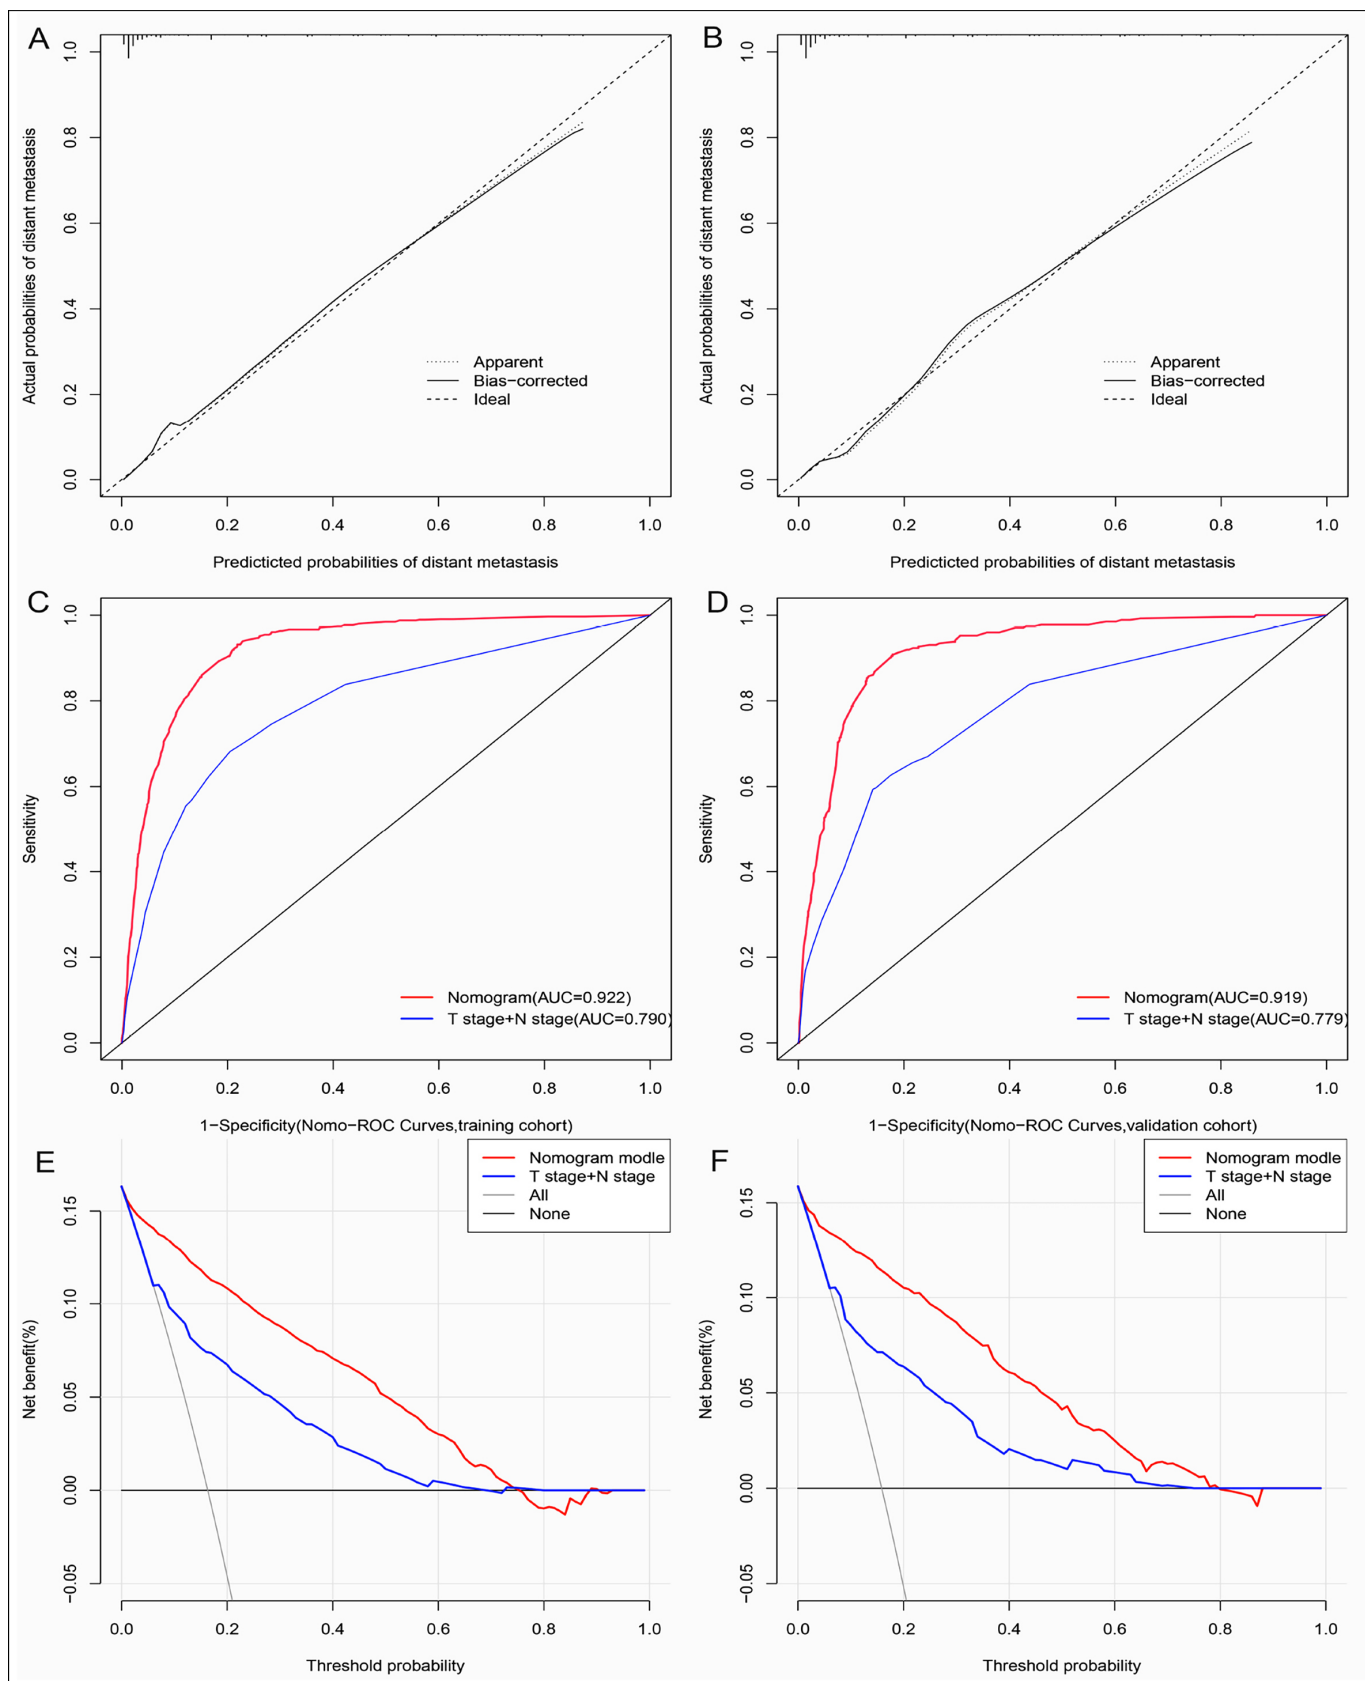 A
1.0
0.8
0.6
0.4
0.2
0.0
Actual probabilities of distant metastasis
Apparent
Bias-corrected
Ideal
0.0 0.2 0.4 0.6 0.8 1.0
Predicticted probabilities of distant metastasis
B
1.0
0.8
0.6
0.4
0.2
0.0
Actual probabilities of distant metastasis
Apparent
Bias-corrected
Ideal
0.0 0.2 0.4 0.6 0.8 1.0
Predicticted probabilities of distant metastasis
C
1.0
0.8
0.6
0.4
0.2
0.0
Sensitivity
Nomogram(AUC=0.922)
T stage+N stage(AUC=0.790)
0.0 0.2 0.4 0.6 0.8 1.0
1-Specificity(Nomo-ROC Curves,training cohort)
D
1.0
0.8
0.6
0.4
0.2
0.0
Sensitivity
Nomogram(AUC=0.919)
T stage+N stage(AUC=0.779)
0.0 0.2 0.4 0.6 0.8 1.0
1-Specificity(Nomo-ROC Curves,validation cohort)
E
Nomogram modle
T stage+N stage
All
None
0.15
0.10
0.05
0.00
-0.05
Net benefit(%)
0.0 0.2 0.4 0.6 0.8 1.0
Threshold probability
F
Nomogram modle
T stage+N stage
All
None
0.15
0.10
0.05
0.00
-0.05
Net benefit(%)
0.0 0.2 0.4 0.6 0.8 1.0
Threshold probability